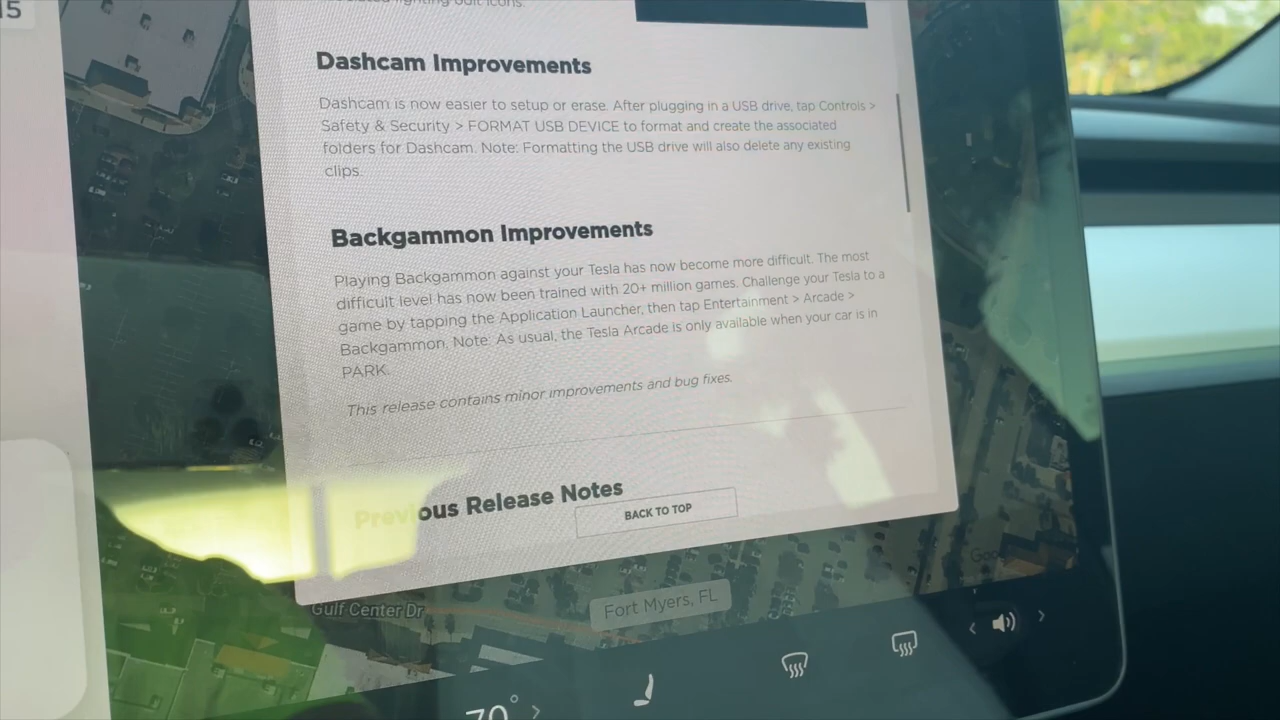 15
icons.
Dashcam Improvements
Dashcam is now easier to setup or erase. After plugging in a USB drive, tap Controls >
Safety & Security > FORMAT USB DEVICE to format and create the associated
folders for Dashcam. Note: Formatting the USB drive will also delete any existing
clips.
Backgammon Improvements
Playing Backgammon against your Tesla has now become more difficult. The most
difficult level has now been trained with 20+ million games. Challenge your Tesla to a
game by tapping the Application Launcher, then tap Entertainment > Arcade >
Backgammon. Note: As usual, the Tesla Arcade is only available when your car is in
PARK.
This release contains minor improvements and bug fixes.
Previous Release Notes
BACK TO TOP
Gulf Center Dr
Fort Myers, FL
70°